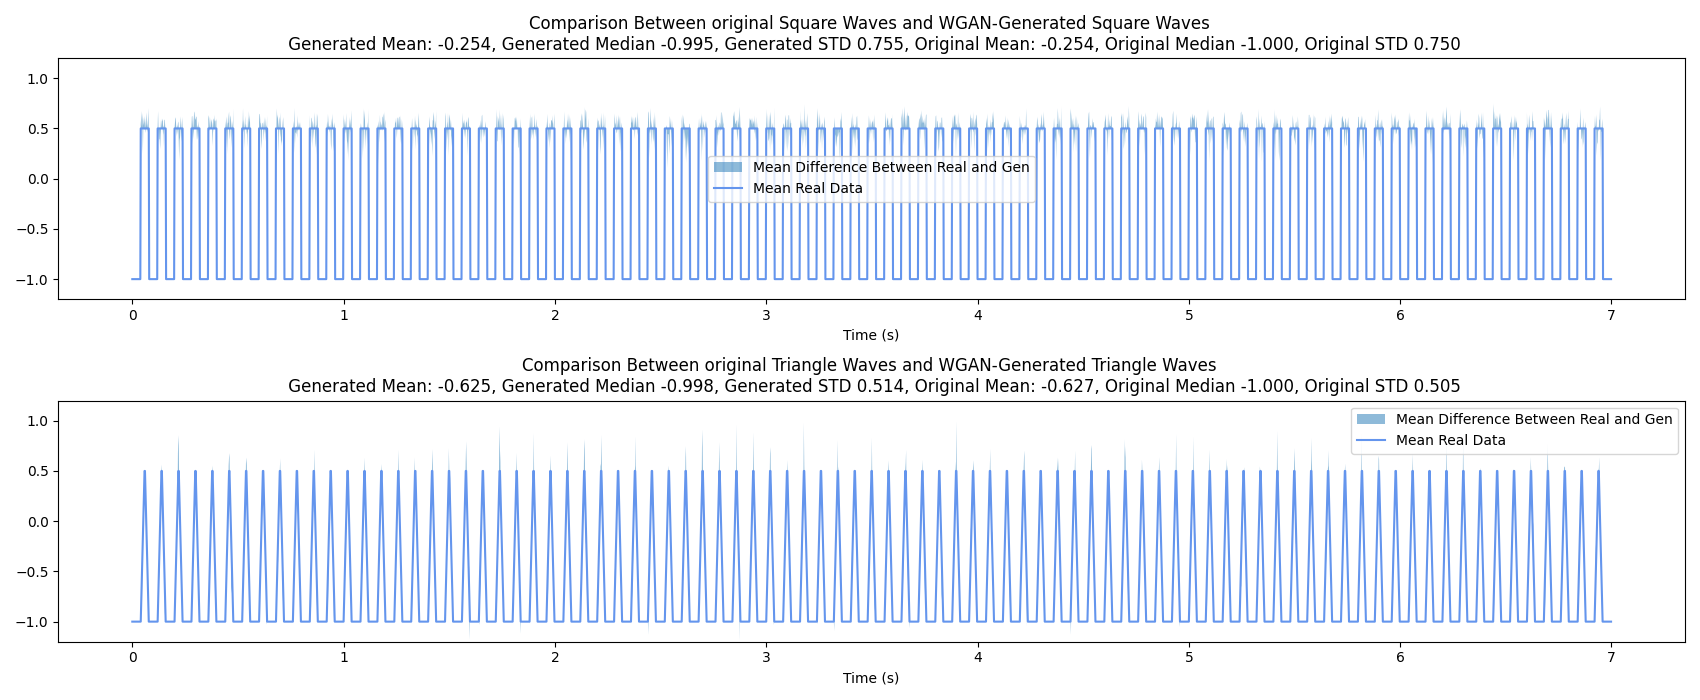 Comparison Between original Square Waves and WGAN-Generated Square Waves
Generated Mean: -0.254, Generated Median -0.995, Generated STD 0.755, Original Mean: -0.254, Original Median -1.000, Original STD 0.750
1.0
0.5
0.0
−0.5
−1.0
Mean Difference Between Real and Gen
Mean Real Data
0 1 2 3 4 5 6 7
Time (s)
Comparison Between original Triangle Waves and WGAN-Generated Triangle Waves
Generated Mean: -0.625, Generated Median -0.998, Generated STD 0.514, Original Mean: -0.627, Original Median -1.000, Original STD 0.505
1.0
0.5
0.0
−0.5
−1.0
Mean Difference Between Real and Gen
Mean Real Data
0 1 2 3 4 5 6 7
Time (s)